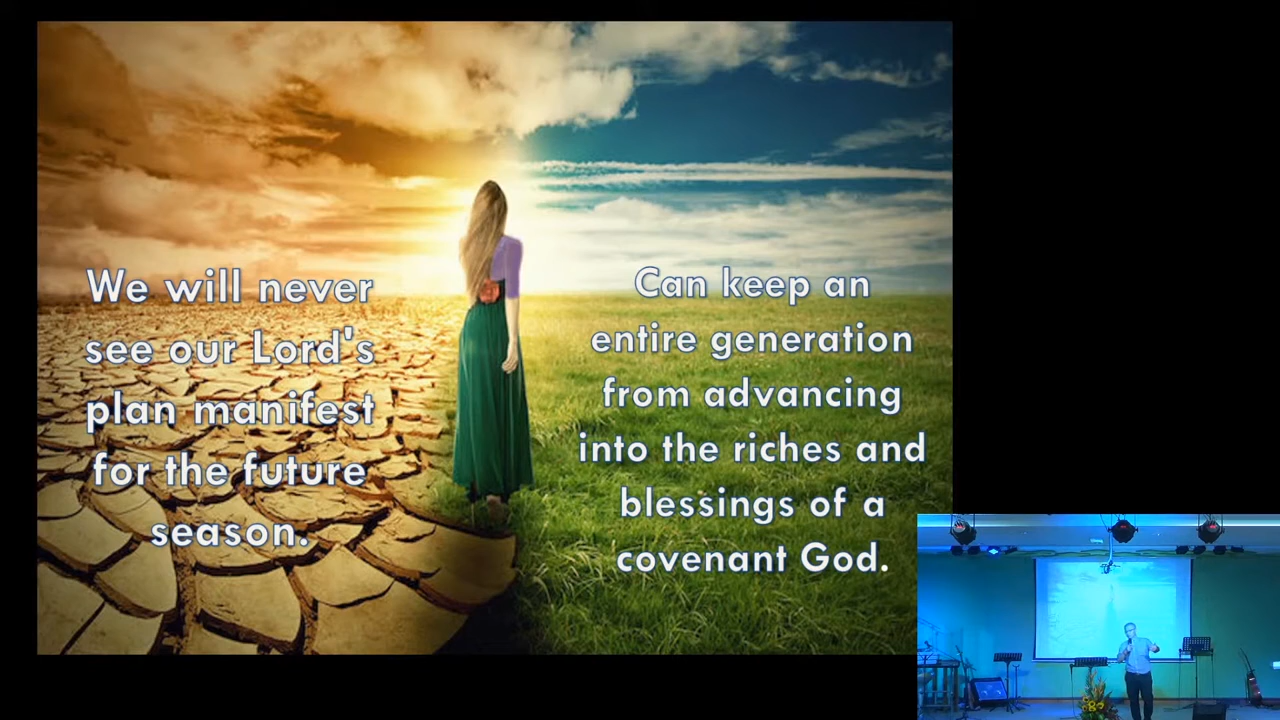 We will never
see our Lord's
plan manifest
for the future
season.
Can keep an
entire generation
from advancing
into the riches and
blessings of a
covenant God.